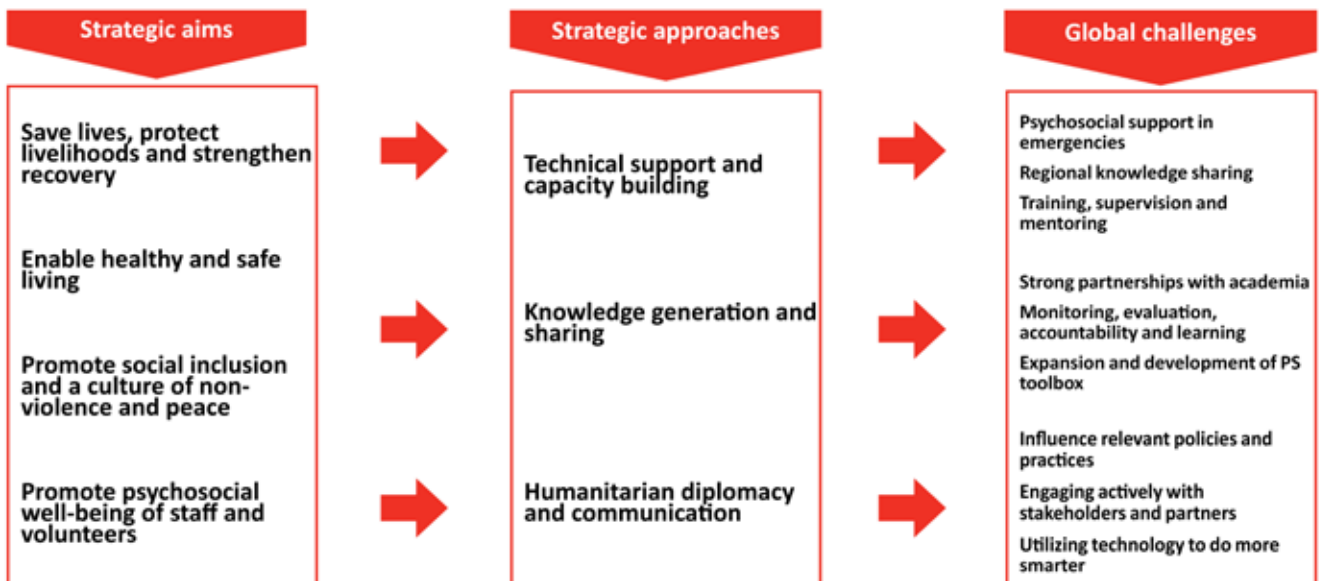 Strategic aims
Save lives, protect
livelihoods and strengthen
recovery
Enable healthy and safe
living
Promote social inclusion
and a culture of non-
violence and peace
Promote psychosocial
well-being of staff and
volunteers
Strategic approaches
Technical support and
capacity building
Knowledge generation and
sharing
Humanitarian diplomacy
and communication
Global challenges
Psychosocial support in
emergencies
Regional knowledge sharing
Training, supervision and
mentoring
Strong partnerships with academia
Monitoring, evaluation,
accountability and learning
Expansion and development of PS
toolbox
Influence relevant policies and
practices
Engaging actively with
stakeholders and partners
Utilizing technology to do more
smarter